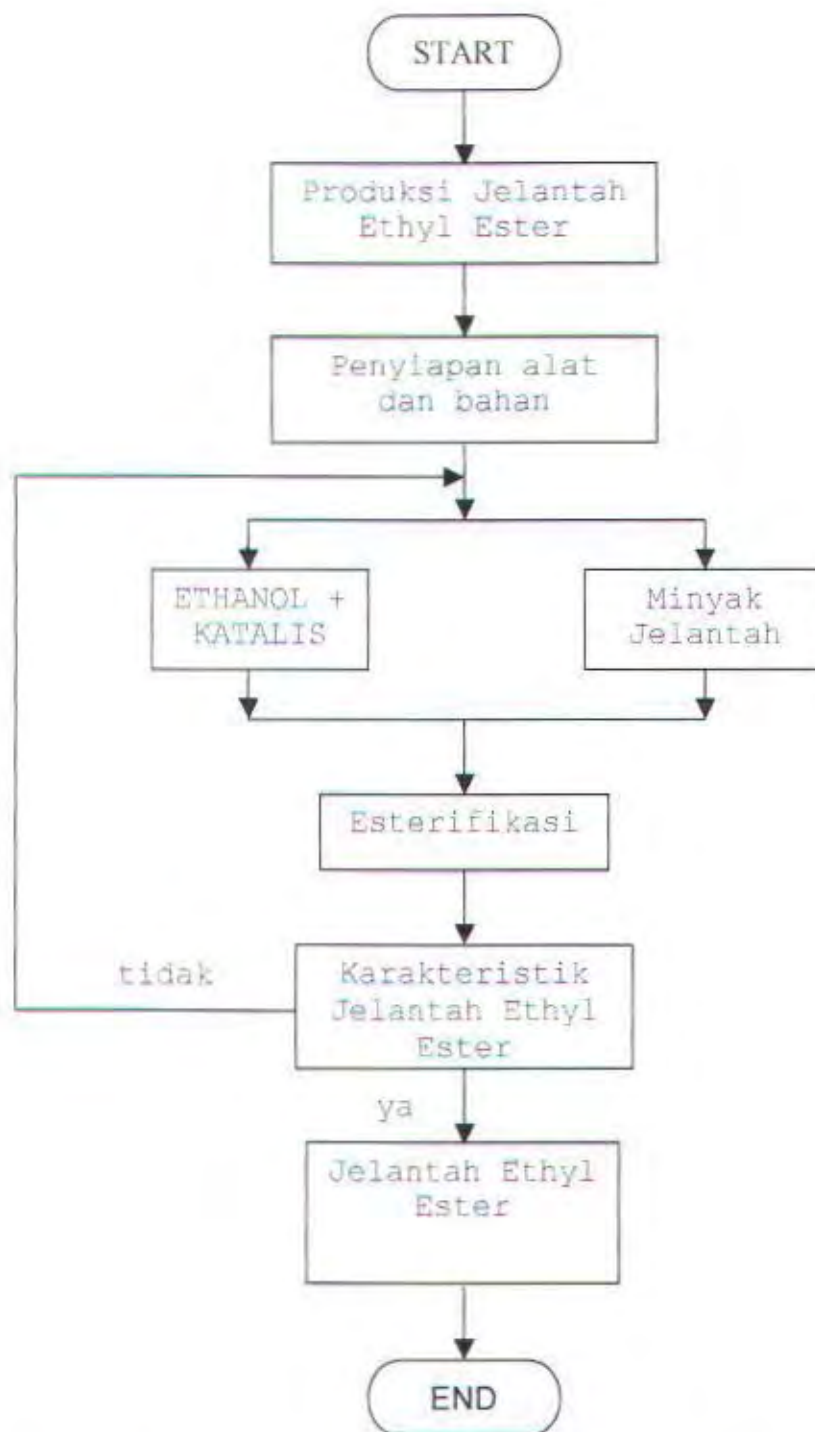 START
Produksi Jelantah
Ethyl Ester
Penyiapan alat
dan bahan
ETHANOL +
KATALIS
Minyak
Jelantah
Esterifikasi
tidak
Karakteristik
Jelantah Ethyl
Ester
ya
Jelantah Ethyl
Ester
END